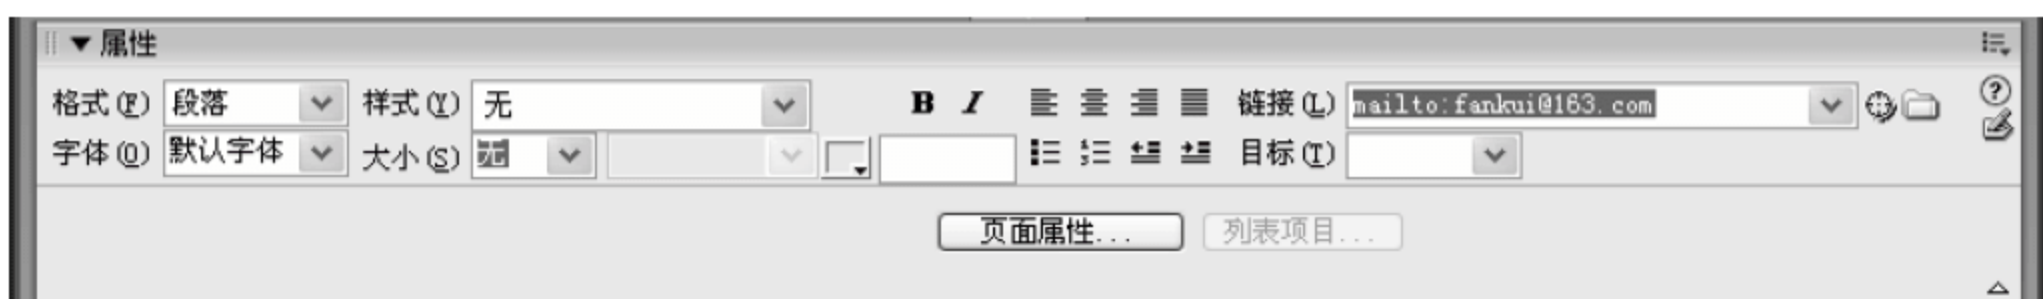 属性
格式(F) 段落 样式(Y) 无 B I 链接(L) mailto:fankui@163.com
字体(O) 默认字体 大小(S) 无 目标(T)
页面属性... 列表项目...